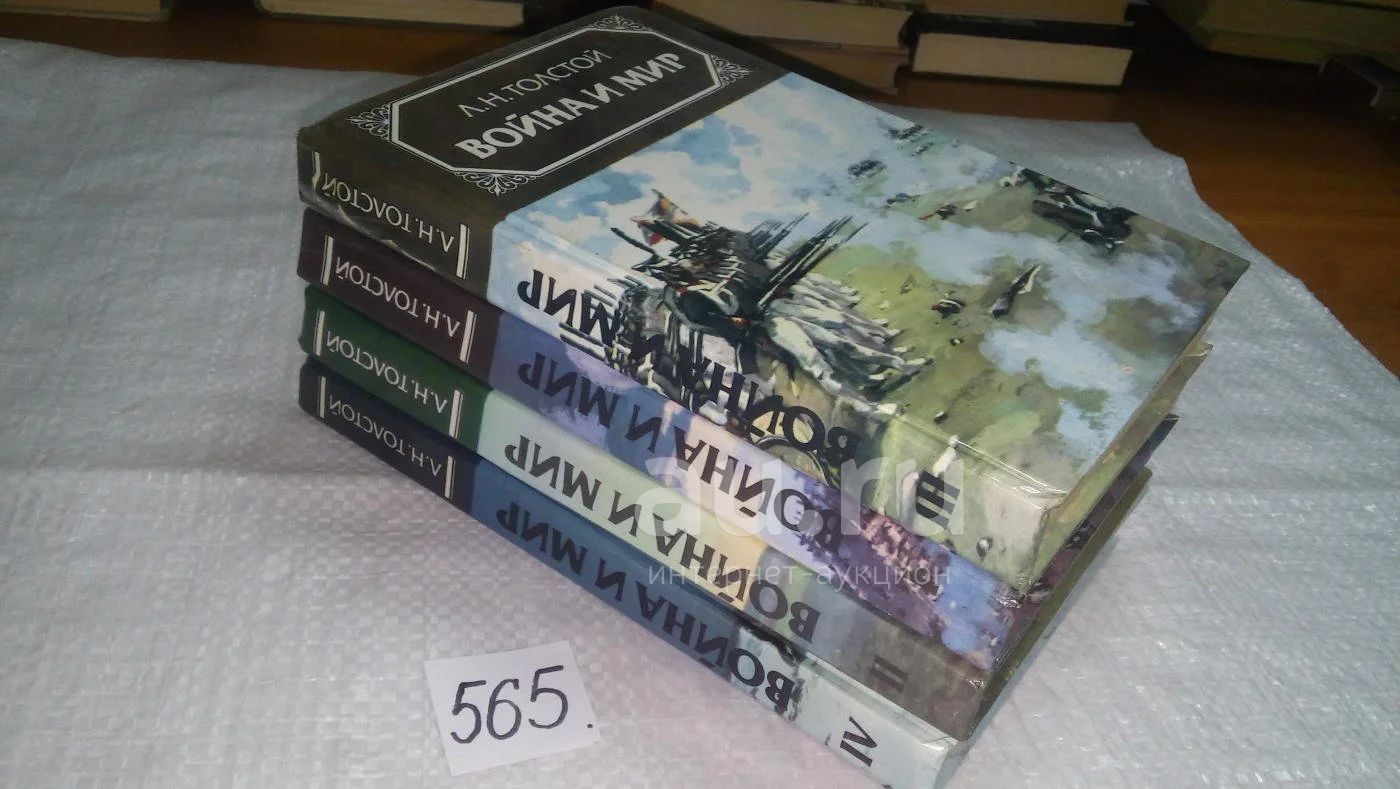 Л.Н.ТОЛСТОЙ
ВОЙНА И МИР
Л.Н.ТОЛСТОЙ
ВОЙНА И МИР
III
Л.Н.ТОЛСТОЙ
ВОЙНА И МИР
I
Л.Н.ТОЛСТОЙ
ВОЙНА И МИР
II
Л.Н.ТОЛСТОЙ
ВОЙНА И МИР
IV
au.ru
интернет-аукцион
565.